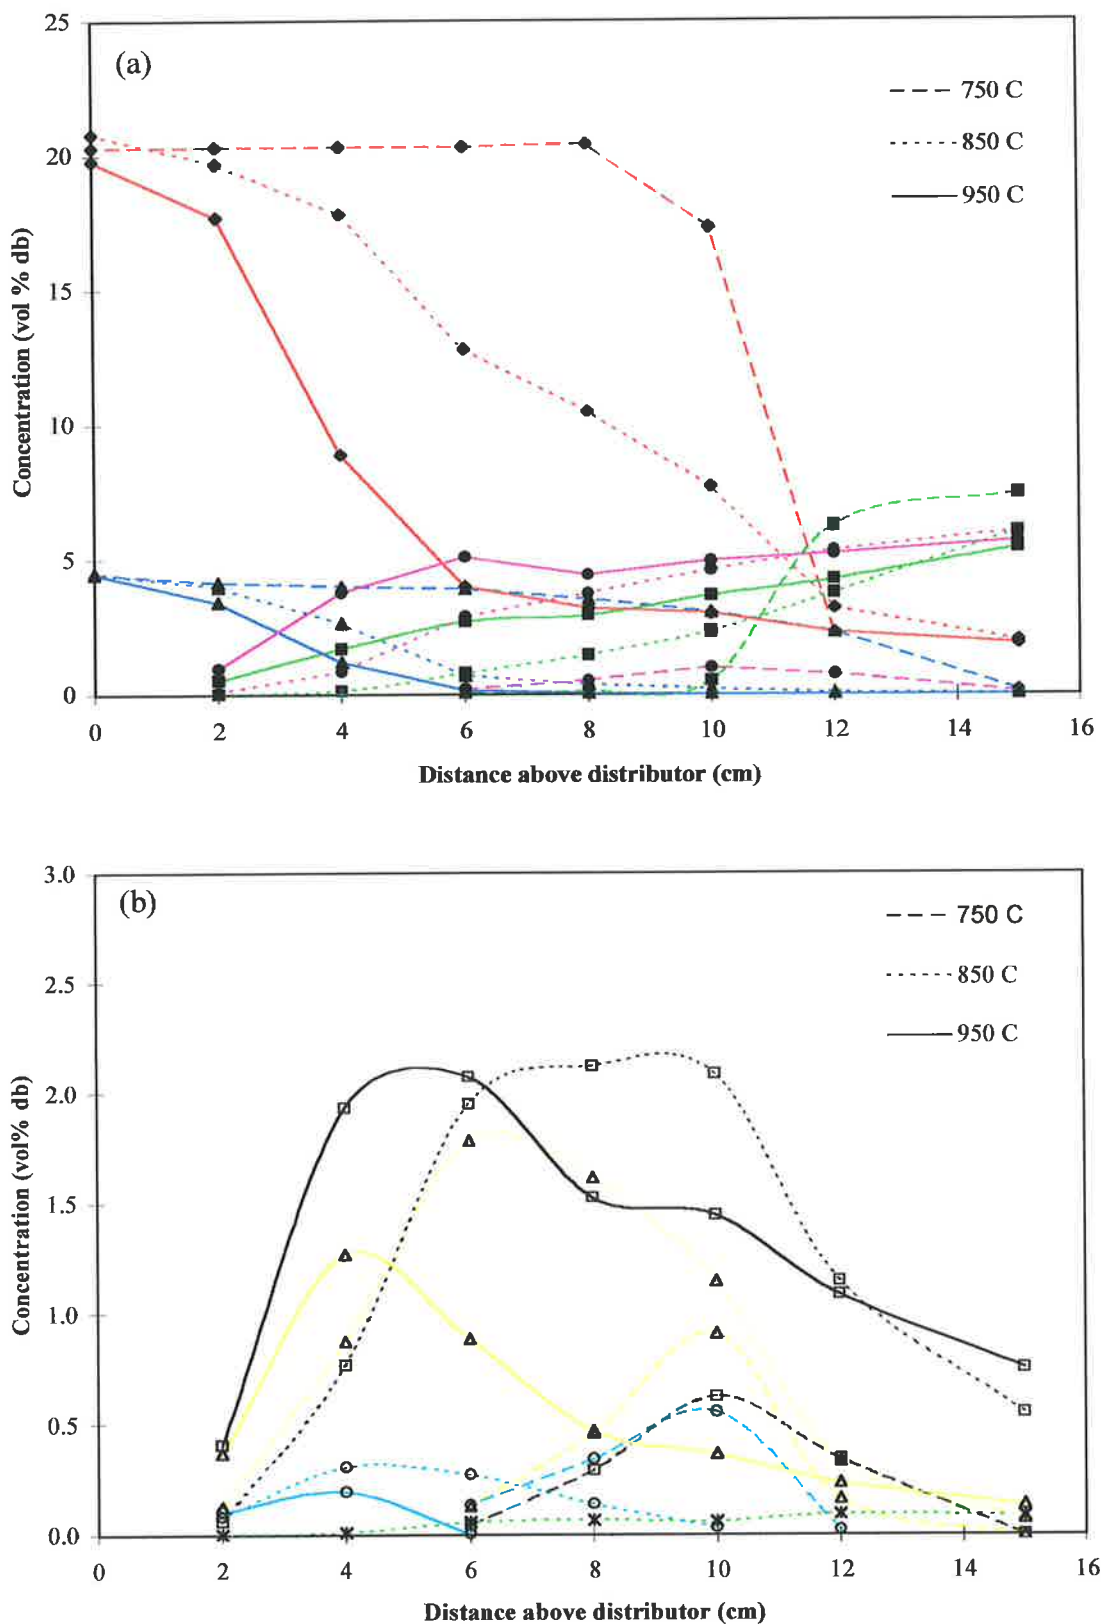 25
(a)
750 C
20
850 C
950 C
15
Concentration (vol % db)
10
5
0
0 2 4 6 8 10 12 14 16
Distance above distributor (cm)
3.0
(b)
750 C
2.5
850 C
950 C
2.0
Concentration (vol% db)
1.5
1.0
0.5
0.0
0 2 4 6 8 10 12 14 16
Distance above distributor (cm)